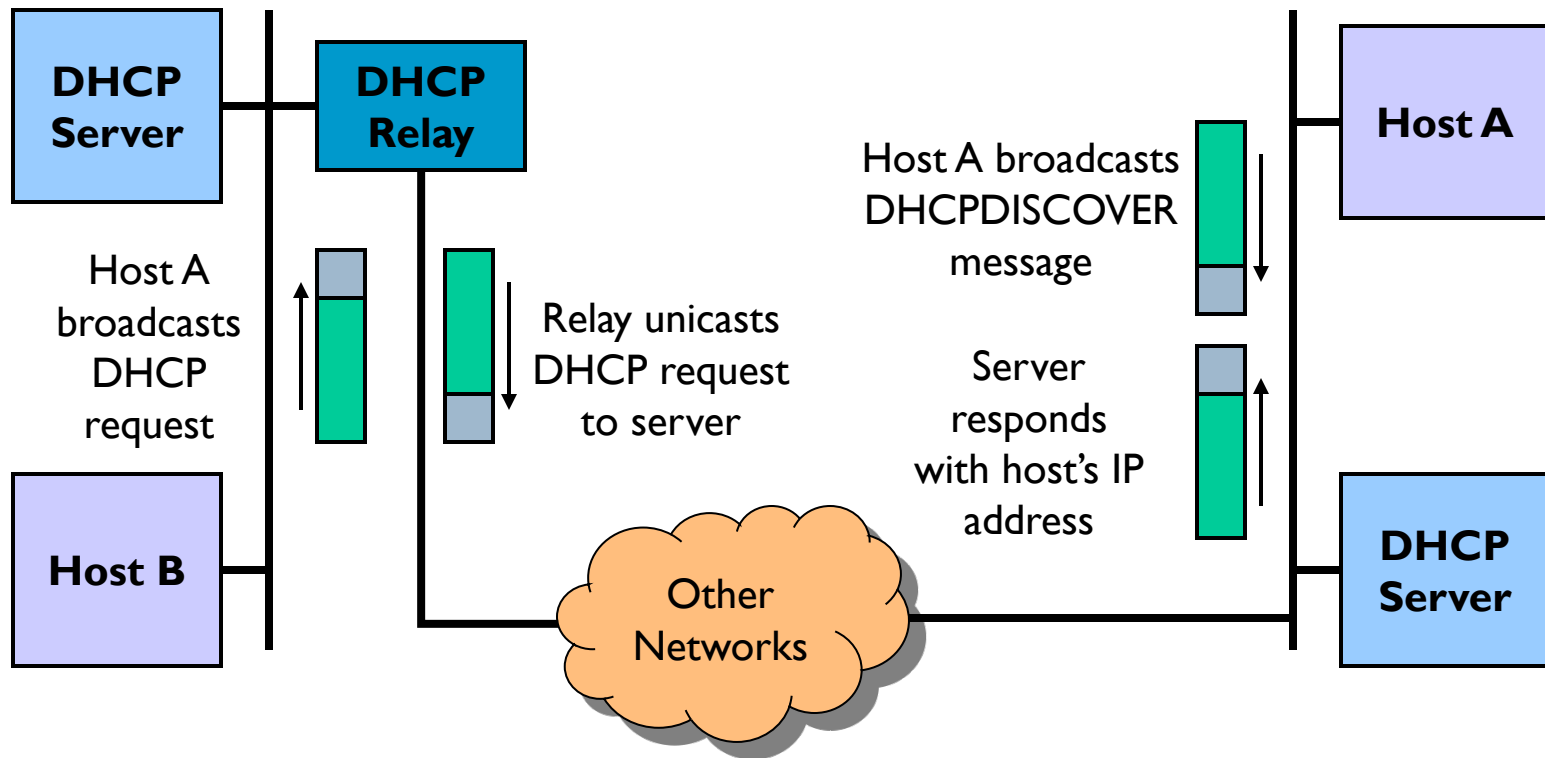 DHCP
Server
DHCP
Relay
Host A
broadcasts
DHCP
request
Relay unicasts
DHCP request
to server
Host B
Other
Networks
Host A broadcasts
DHCPDISCOVER
message
Server
responds
with host’s IP
address
Host A
DHCP
Server